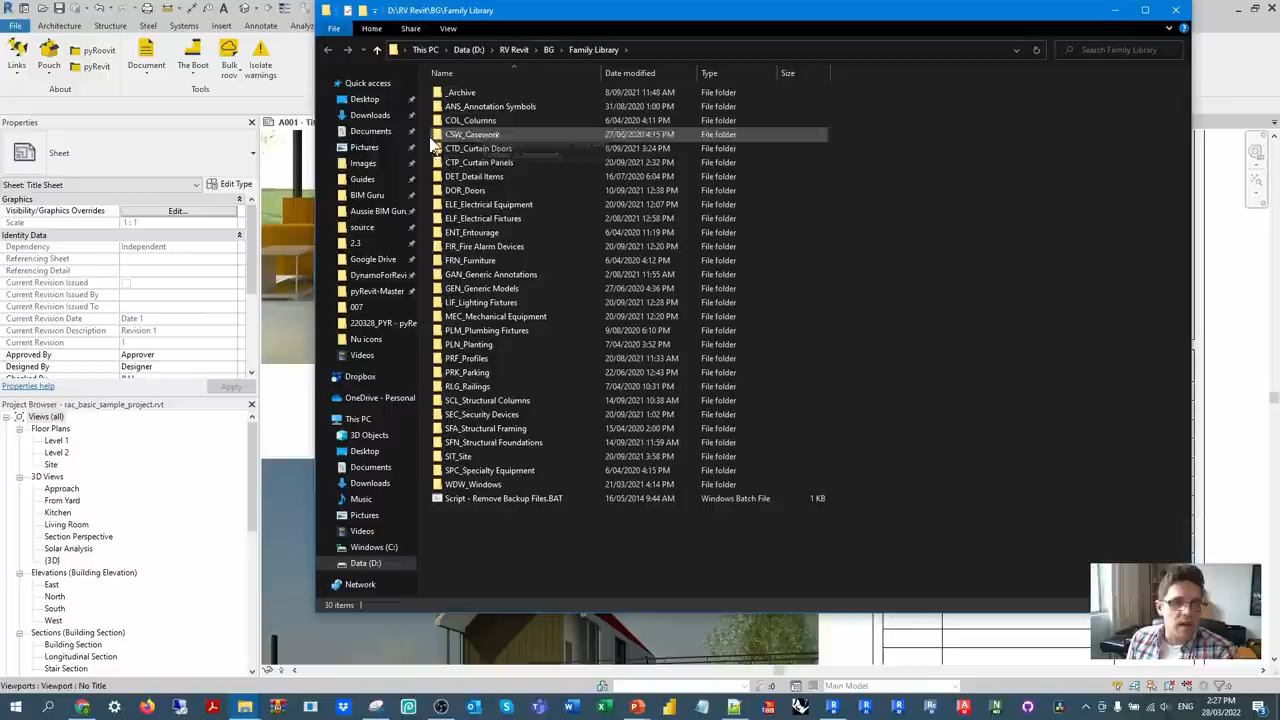 D:\RV Revit\BG\Family Library
File Architecture Structure Annotate Analyz
File Home Share View
Links Pouch pyRoovit pyRevit
Document The Boot Bulk roov Isolate warnings
About Tools
This PC Data (D:) RV Revit BG Family Library
Search Family Library
Name Date modified Type Size
Properties
A001 - Tit
Sheet
Sheet: Title Sheet Edit Type
Graphics
Visibility/Graphics Overrides Edit...
Scale 1 : 1
Identity Data
Dependency Independent
Referencing Sheet
Referencing Detail
Current Revision Issued
Current Revision Issued By
Current Revision Issued To
Current Revision Date Date 1
Current Revision Description Revision 1
Current Revision 1
Approved By Approver
Designed By Designer
Properties help Apply
Project Browser - rac_basic_sample_project.rvt
Views (all)
Floor Plans
Level 1
Level 2
Site
3D Views
Approach
From Yard
Kitchen
Living Room
Section Perspective
Solar Analysis
{3D}
Elevations (Building Elevation)
East
North
South
West
Sections (Building Section)
Building Section
Longitudinal Section
Stair Section
Viewports : Viewport : No Title
Quick access
Desktop
Downloads
Documents
Pictures
Images
Guides
BIM Guru
Aussie BIM Guru
source
2.3
Google Drive
DynamoForRevi
pyRevit-Master
007
220328_PYR - pyRe
Nu icons
Videos
Dropbox
OneDrive - Personal
This PC
3D Objects
Desktop
Documents
Downloads
Music
Pictures
Videos
Windows (C:)
Data (D:)
Network
30 items
_Archive 8/09/2021 11:48 AM File folder
ANS_Annotation Symbols 31/08/2020 1:00 PM File folder
COL_Columns 6/04/2020 4:11 PM File folder
CSW_Casework 27/06/2020 4:15 PM File folder
CTD_Curtain Doors 8/09/2021 3:24 PM File folder
CTP_Curtain Panels 20/09/2021 2:32 PM File folder
DET_Detail Items 16/07/2020 6:04 PM File folder
DOR_Doors 10/09/2021 12:38 PM File folder
ELE_Electrical Equipment 20/09/2021 12:07 PM File folder
ELF_Electrical Fixtures 2/08/2021 12:58 PM File folder
ENT_Entourage 6/04/2020 11:19 PM File folder
FIR_Fire Alarm Devices 20/09/2021 12:20 PM File folder
FRN_Furniture 6/04/2020 4:12 PM File folder
GAN_Generic Annotations 2/08/2021 11:55 AM File folder
GEN_Generic Models 27/06/2020 4:36 PM File folder
LIF_Lighting Fixtures 20/09/2021 12:28 PM File folder
MEC_Mechanical Equipment 20/09/2021 12:20 PM File folder
PLM_Plumbing Fixtures 9/08/2020 6:10 PM File folder
PLN_Planting 7/04/2020 3:52 PM File folder
PRF_Profiles 20/08/2021 11:33 AM File folder
PRK_Parking 22/06/2020 12:43 PM File folder
RLG_Railings 7/04/2020 10:31 PM File folder
SCL_Structural Columns 14/09/2021 10:38 AM File folder
SEC_Security Devices 20/09/2021 1:02 PM File folder
SFA_Structural Framing 15/04/2020 2:58 PM File folder
SFN_Structural Foundations 14/09/2021 11:59 AM File folder
SIT_Site 20/09/2021 3:58 PM File folder
SPC_Specialty Equipment 6/04/2020 4:15 PM File folder
WDW_Windows 21/03/2021 4:14 PM File folder
Script - Remove Backup Files.BAT 16/05/2014 9:44 AM Windows Batch File 1 KB
:0 Main Model :0
2:27 PM
28/03/2022